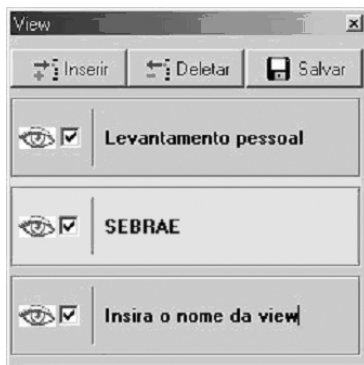 View
Inserir Deletar Salvar
Levantamento pessoal
SEBRAE
Insira o nome da view